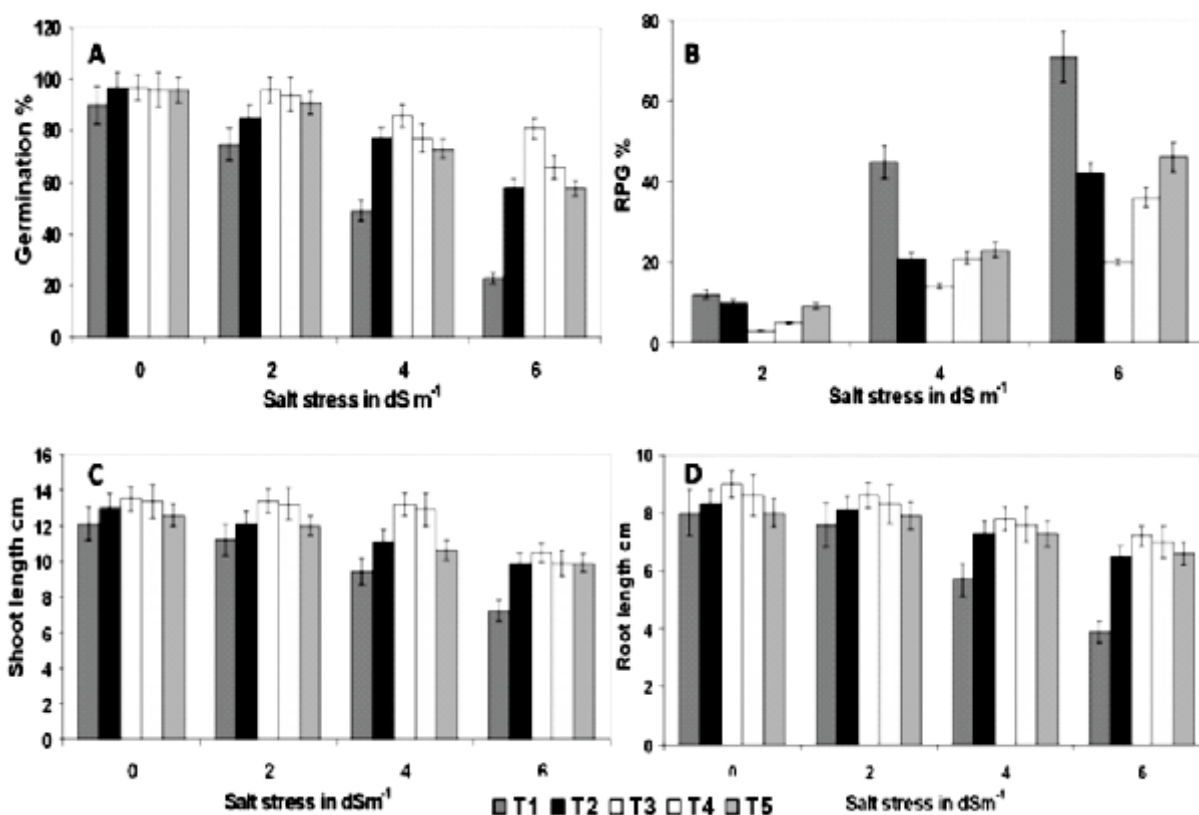 A
Germination %
120
100
80
60
40
20
0
0 2 4 6
Salt stress in dSm-1
B
RPG %
80
60
40
20
0
2 4 6
Salt stress in dSm-1
C
Shoot length cm
16
14
12
10
8
6
4
2
0
0 2 4 6
Salt stress in dSm-1
D
Root length cm
10
8
6
4
2
0
0 2 4 6
Salt stress in dSm-1
T1 T2 T3 T4 T5